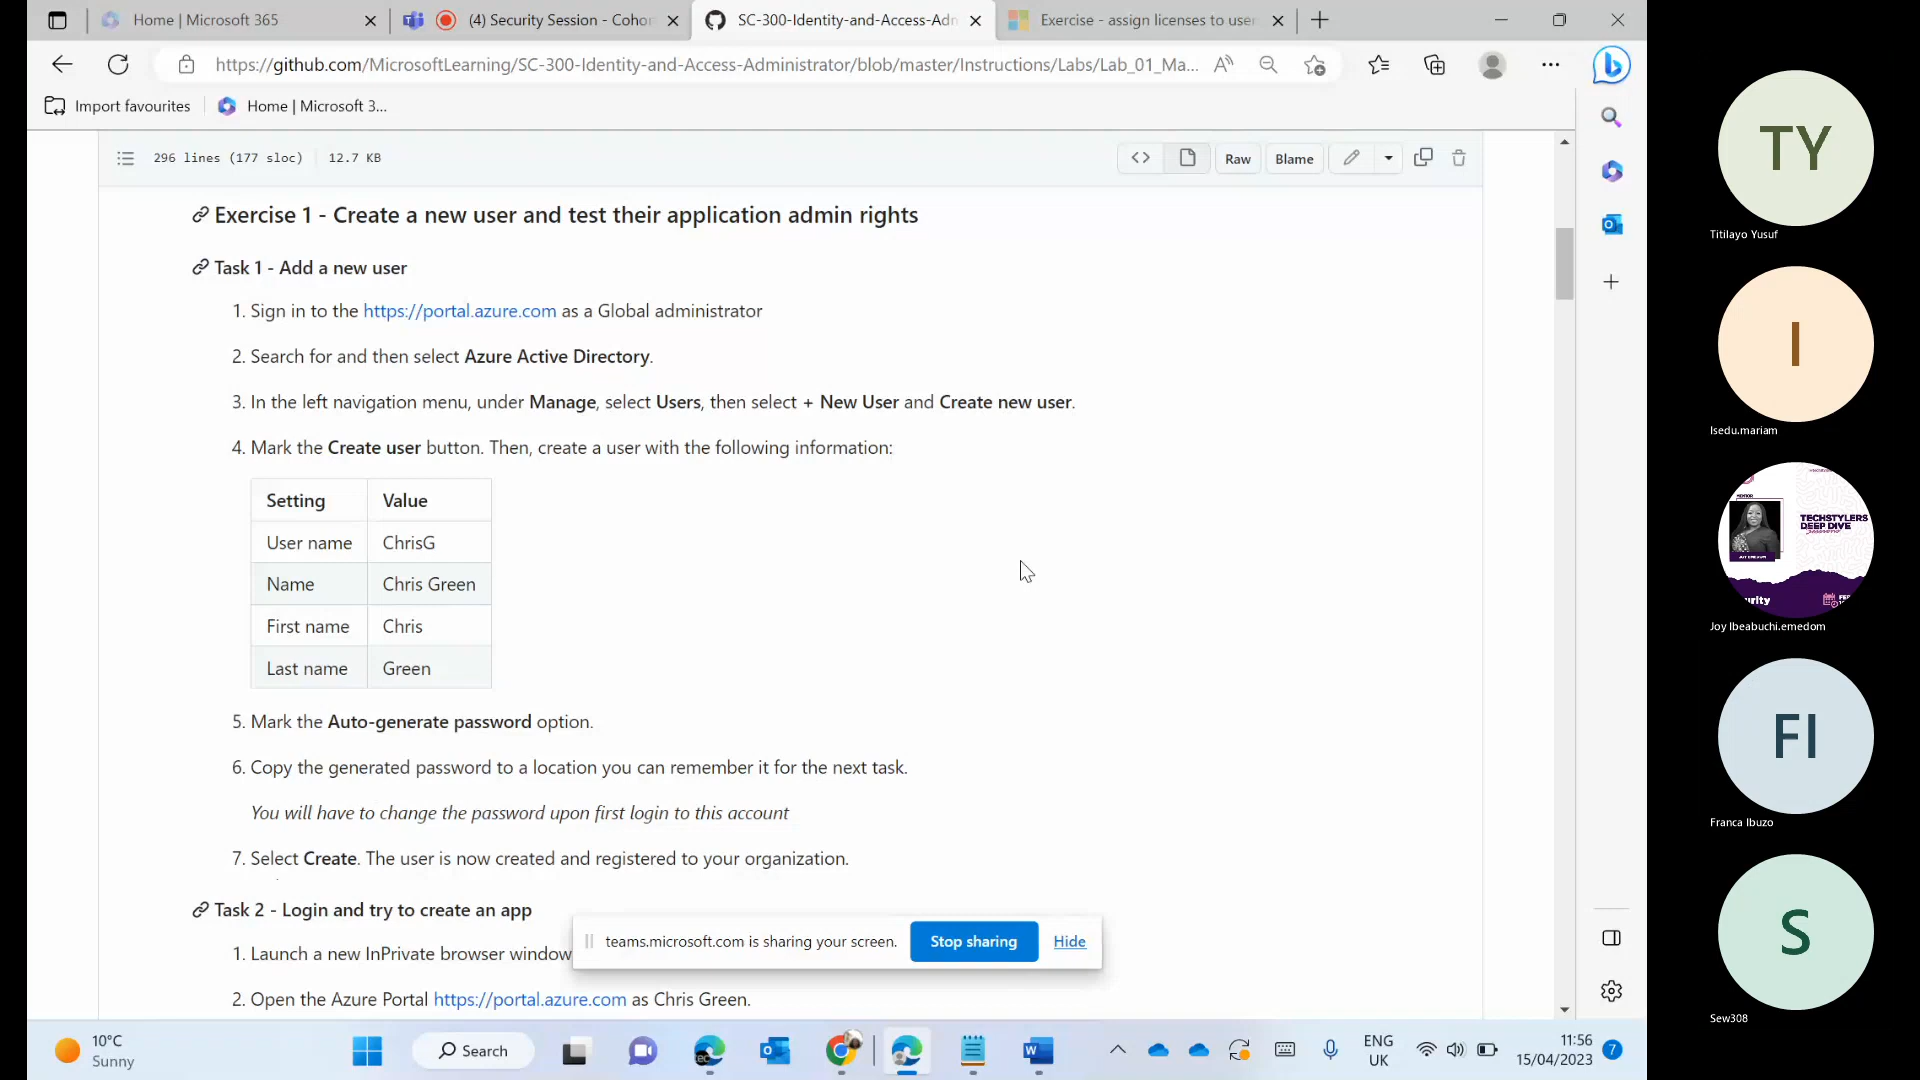 Home | Microsoft 365
(4) Security Session - Coho
SC-300-Identity-and-Access-Adm
Exercise - assign licenses to user
https://github.com/MicrosoftLearning/SC-300-Identity-and-Access-Administrator/blob/master/Instructions/Labs/Lab_01_Ma...
Import favourites
Home | Microsoft 3...
296 lines (177 sloc)
12.7 KB
Raw
Blame
Exercise 1 - Create a new user and test their application admin rights
Task 1 - Add a new user
1. Sign in to the https://portal.azure.com as a Global administrator
2. Search for and then select Azure Active Directory.
3. In the left navigation menu, under Manage, select Users, then select + New User and Create new user.
4. Mark the Create user button. Then, create a user with the following information:
Setting Value
User name ChrisG
Name Chris Green
First name Chris
Last name Green
5. Mark the Auto-generate password option.
6. Copy the generated password to a location you can remember it for the next task.
You will have to change the password upon first login to this account
7. Select Create. The user is now created and registered to your organization.
Task 2 - Login and try to create an app
1. Launch a new InPrivate browser window
2. Open the Azure Portal https://portal.azure.com as Chris Green.
teams.microsoft.com is sharing your screen.
Stop sharing
Hide
10°C
Sunny
Search
ENG
UK
11:56
15/04/2023
7
TY
Titilayo Yusuf
I
Isedu.mariam
MENTOR
TECHSTYLERS
DEEP DIVE
Joy Ibeabuchi.emedom
FI
Franca Ibuzo
S
Sew308